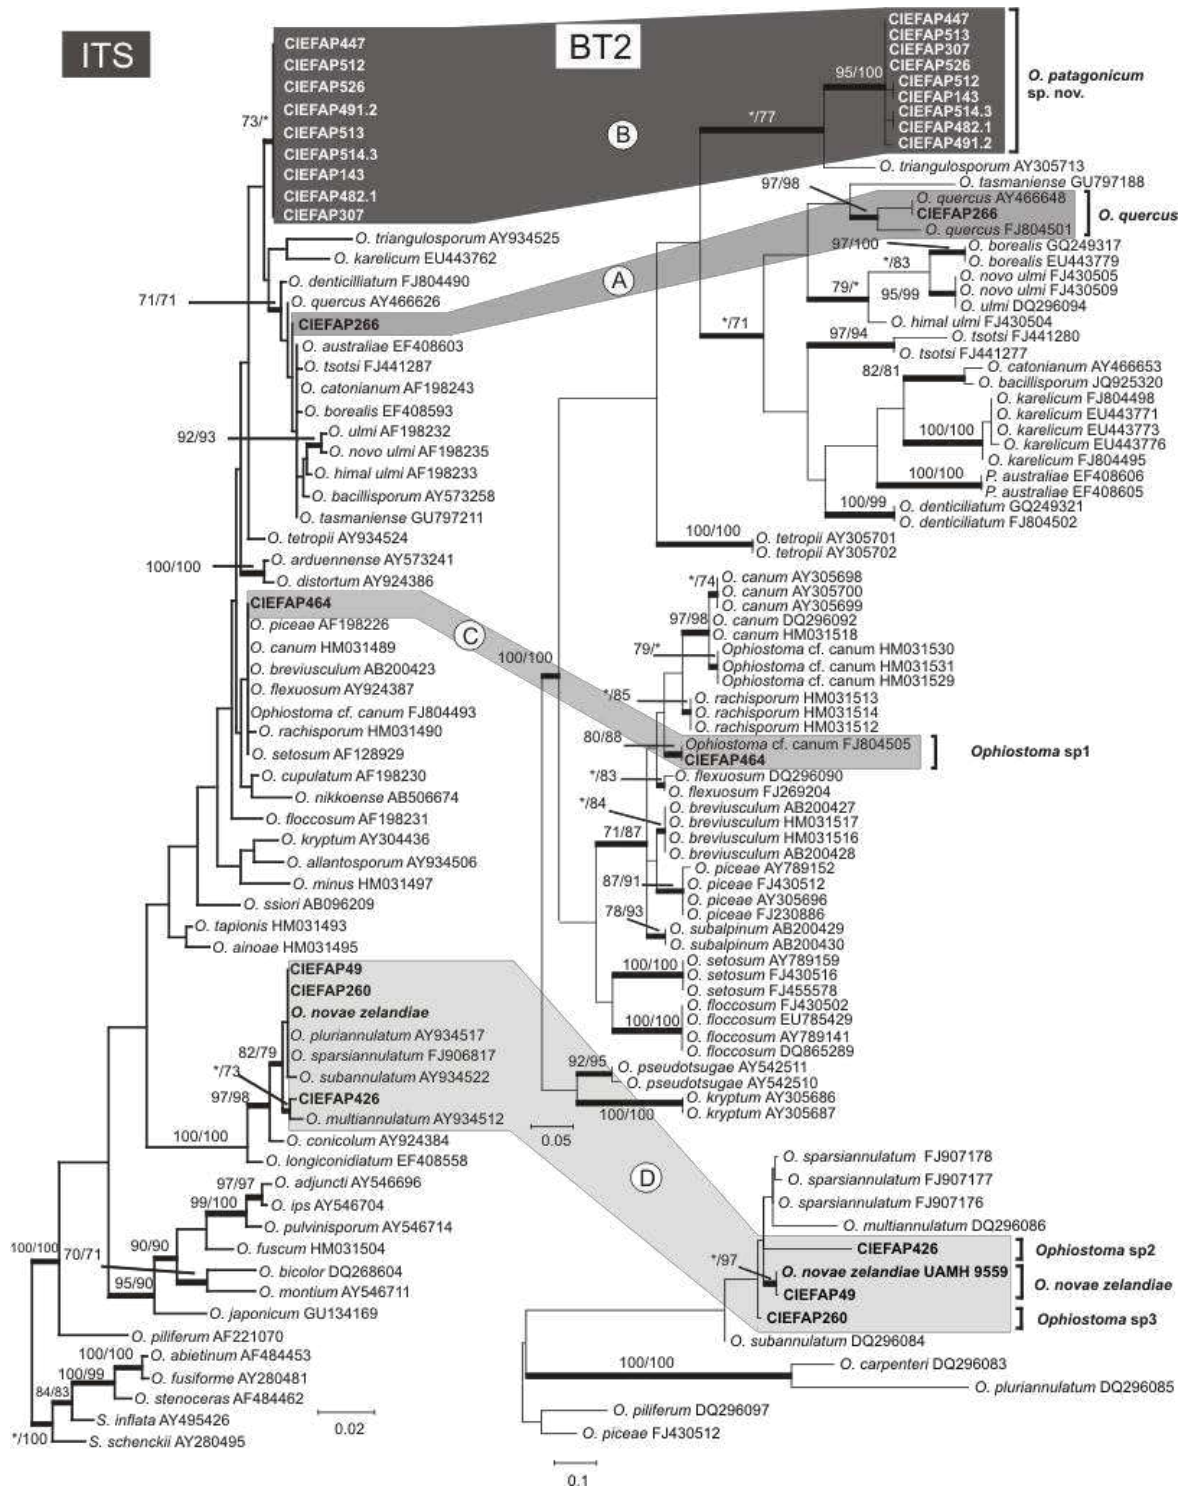 ITS
73/*
CIEFAP447
CIEFAP512
CIEFAP526
CIEFAP491.2
CIEFAP513
CIEFAP514.3
CIEFAP143
CIEFAP482.1
CIEFAP307
O. triangulosporum AY934525
O. karelicum EU443762
O. denticilliatum FJ804490
71/71
O. quercus AY466626
CIEFAP266
O. australiae EF408603
O. tsotsi FJ441287
O. catonianum AF198243
O. borealis EF408593
92/93
O. ulmi AF198232
O. novo ulmi AF198235
O. himal ulmi AF198233
O. bacillisporum AY573258
O. tasmaniense GU797211
O. tetropii AY934524
100/100
O. arduennense AY573241
O. distortum AY924386
CIEFAP464
O. piceae AF198226
O. canum HM031489
O. breviusculum AB200423
O. flexuosum AY924387
Ophiostoma cf. canum FJ804493
O. rachisporum HM031490
O. setosum AF128929
O. cupulatum AF198230
O. nikkoense AB506674
O. floccosum AF198231
O. kryptum AY304436
O. allantosporum AY934506
O. minus HM031497
O. ssiori AB096209
O. tapionis HM031493
O. ainoae HM031495
CIEFAP49
CIEFAP260
O. novae zelandiae
O. pluriannulatum AY934517
82/79
O. sparsiannulatum FJ906817
*/73
O. subannulatum AY934522
97/98
CIEFAP426
O. multiannulatum AY934512
100/100
O. conicolum AY924384
O. longiconidiatum EF408558
97/97
O. adjuncti AY546696
99/100
O. ips AY546704
O. pulvinisporum AY546714
100/100
90/90
O. fuscum HM031504
70/71
O. bicolor DQ268604
95/90
O. montium AY546711
O. japonicum GU134169
O. piliferum AF221070
100/100
O. abietinum AF484453
100/99
O. fusiforme AY280481
84/83
O. stenoceras AF484462
S. inflata AY495426
*/100
S. schenckii AY280495
0.02
BT2
B
A
C
D
95/100
CIEFAP447
CIEFAP513
CIEFAP307
CIEFAP526
CIEFAP512
CIEFAP143
CIEFAP514.3
CIEFAP482.1
CIEFAP491.2
O. patagonicum
sp. nov.
*/77
O. triangulosporum AY305713
97/98
O. tasmaniense GU797188
O. quercus AY466648
CIEFAP266
O. quercus FJ804501
O. quercus
97/100
O. borealis GQ249317
*/83
O. borealis EU443779
O. novo ulmi FJ430505
79/*
95/99
O. novo ulmi FJ430509
O. ulmi DQ296094
O. himal ulmi FJ430504
*/71
97/94
O. tsotsi FJ441280
O. tsotsi FJ441277
82/81
O. catonianum AY466653
O. bacillisporum JQ925320
O. karelicum FJ804498
O. karelicum EU443771
100/100
O. karelicum EU443773
O. karelicum EU443776
O. karelicum FJ804495
100/100
P. australiae EF408606
P. australiae EF408605
100/99
O. denticiliatum GQ249321
O. denticiliatum FJ804502
100/100
O. tetropii AY305701
O. tetropii AY305702
*/74
O. canum AY305698
O. canum AY305700
O. canum AY305699
97/98
O. canum DQ296092
O. canum HM031518
79/*
Ophiostoma cf. canum HM031530
Ophiostoma cf. canum HM031531
Ophiostoma cf. canum HM031529
100/100
*/85
O. rachisporum HM031513
O. rachisporum HM031514
O. rachisporum HM031512
80/88
Ophiostoma cf. canum FJ804505
CIEFAP464
Ophiostoma sp1
*/83
O. flexuosum DQ296090
O. flexuosum FJ269204
*/84
O. breviusculum AB200427
O. breviusculum HM031517
71/87
O. breviusculum HM031516
O. breviusculum AB200428
O. piceae AY789152
87/91
O. piceae FJ430512
O. piceae AY305696
O. piceae FJ230886
78/93
O. subalpinum AB200429
O. subalpinum AB200430
100/100
O. setosum AY789159
O. setosum FJ430516
O. setosum FJ455578
O. floccosum FJ430502
100/100
O. floccosum EU785429
O. floccosum AY789141
O. floccosum DQ865289
92/95
O. pseudotsugae AY542511
O. pseudotsugae AY542510
100/100
O. kryptum AY305686
O. kryptum AY305687
0.05
O. sparsiannulatum FJ907178
O. sparsiannulatum FJ907177
O. sparsiannulatum FJ907176
O. multiannulatum DQ296086
CIEFAP426
Ophiostoma sp2
*/97
O. novae zelandiae UAMH 9559
O. novae zelandiae
CIEFAP49
CIEFAP260
Ophiostoma sp3
O. subannulatum DQ296084
100/100
O. carpenteri DQ296083
O. pluriannulatum DQ296085
O. piliferum DQ296097
O. piceae FJ430512
0.1